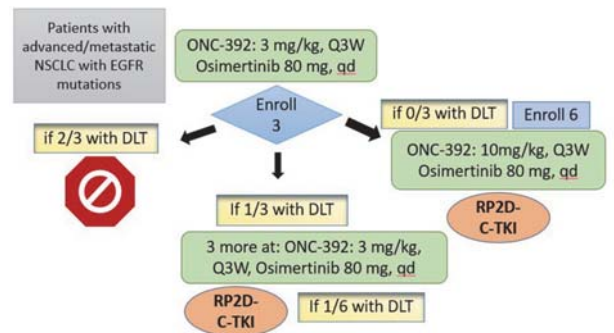 Patients with
advanced/metastatic
NSCLC with EGFR
mutations
ONC-392: 3 mg/kg, Q3W
Osimertinib 80 mg, qd
Enroll
3
if 0/3 with DLT
Enroll 6
if 2/3 with DLT
ONC-392: 10mg/kg, Q3W
Osimertinib 80 mg, qd
If 1/3 with DLT
RP2D-
C-TKI
3 more at: ONC-392: 3 mg/kg,
Q3W, Osimertinib 80 mg, qd
RP2D-
C-TKI
If 1/6 with DLT